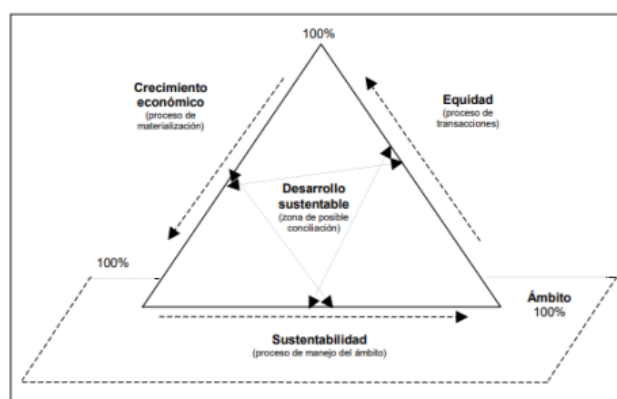 100%
Crecimiento
económico
(proceso de
materialización)
Equidad
(proceso de
transacciones)
Desarrollo
sustentable
(zona de posible
conciliación)
100%
Ámbito
100%
Sustentabilidad
(proceso de manejo del ámbito)